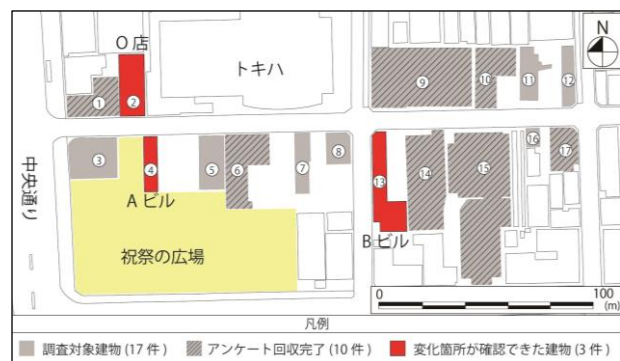 O 店
トキハ
N
①
②
⑨
⑩
⑪
⑫
③
④
⑤
⑥
⑦
⑧
⑬
⑭
⑮
⑯
⑰
中央通り
A ビル
B ビル
祝祭の広場
0 100
(m)
凡例
調査対象建物 (17 件) アンケート回収完了 (10 件) 変化箇所が確認できた建物 (3 件)